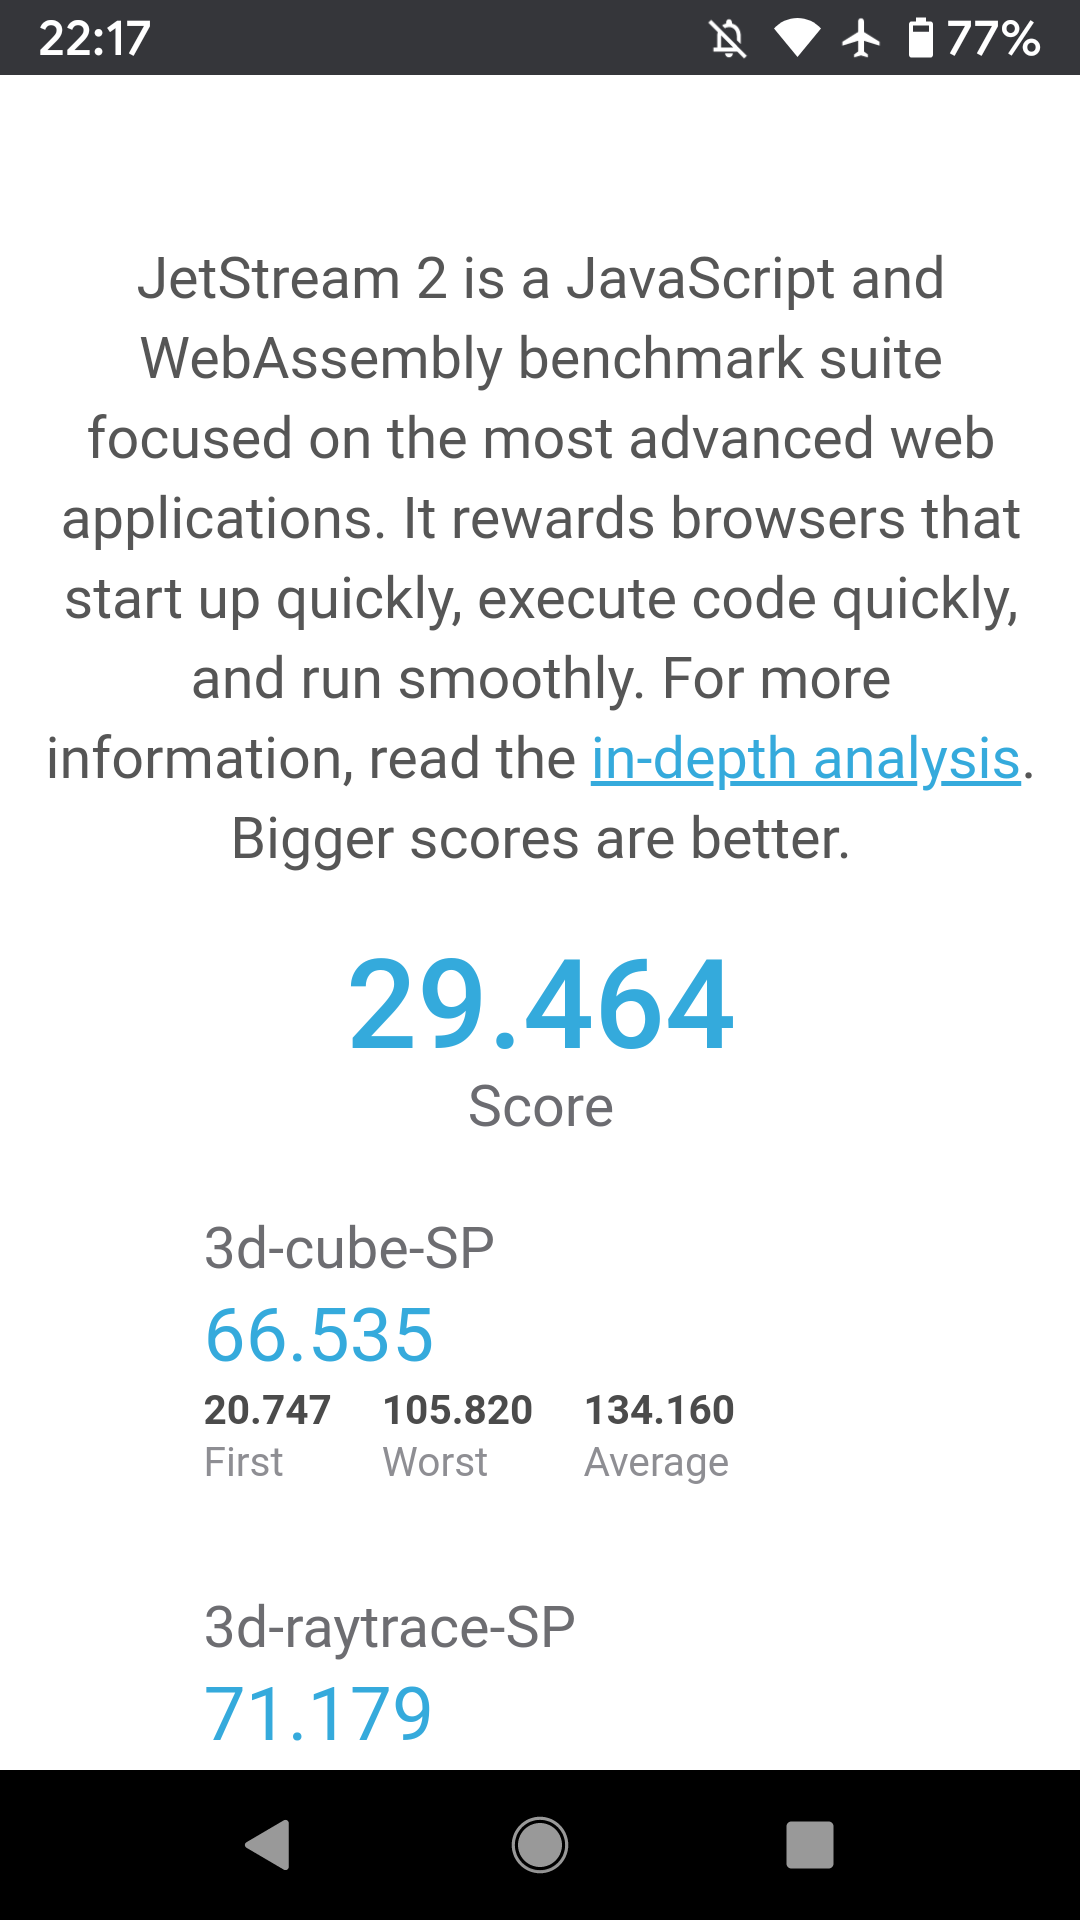 22:17 77%
JetStream 2 is a JavaScript and
WebAssembly benchmark suite
focused on the most advanced web
applications. It rewards browsers that
start up quickly, execute code quickly,
and run smoothly. For more
information, read the in-depth analysis.
Bigger scores are better.
29.464
Score
3d-cube-SP
66.535
20.747 105.820 134.160
First Worst Average
3d-raytrace-SP
71.179